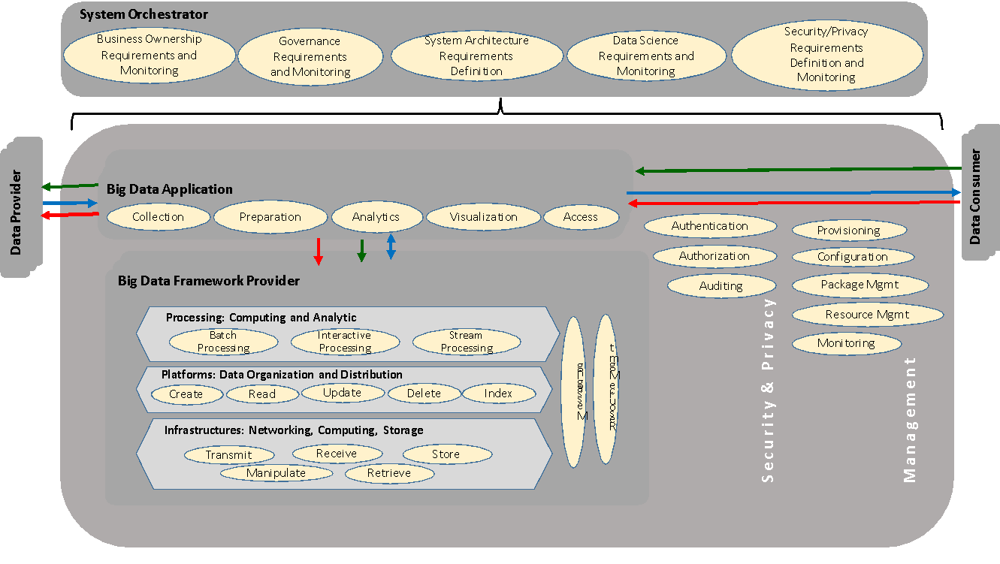 System Orchestrator
Business Ownership
Requirements and
Monitoring
Governance
Requirements
and Monitoring
System Architecture
Requirements
Definition
Data Science
Requirements and
Monitoring
Security/Privacy
Requirements
Definition and
Monitoring
Data Provider
Data Consumer
Big Data Application
Collection
Preparation
Analytics
Visualization
Access
Authentication
Authorization
Auditing
Provisioning
Configuration
Package Mgmt
Resource Mgmt
Monitoring
Security & Privacy
Management
Big Data Framework Provider
Processing: Computing and Analytic
Batch
Processing
Interactive
Processing
Stream
Processing
Platforms: Data Organization and Distribution
Create
Read
Update
Delete
Index
Infrastructures: Networking, Computing, Storage
Transmit
Receive
Store
Manipulate
Retrieve
Messaging
Resource Mgmt